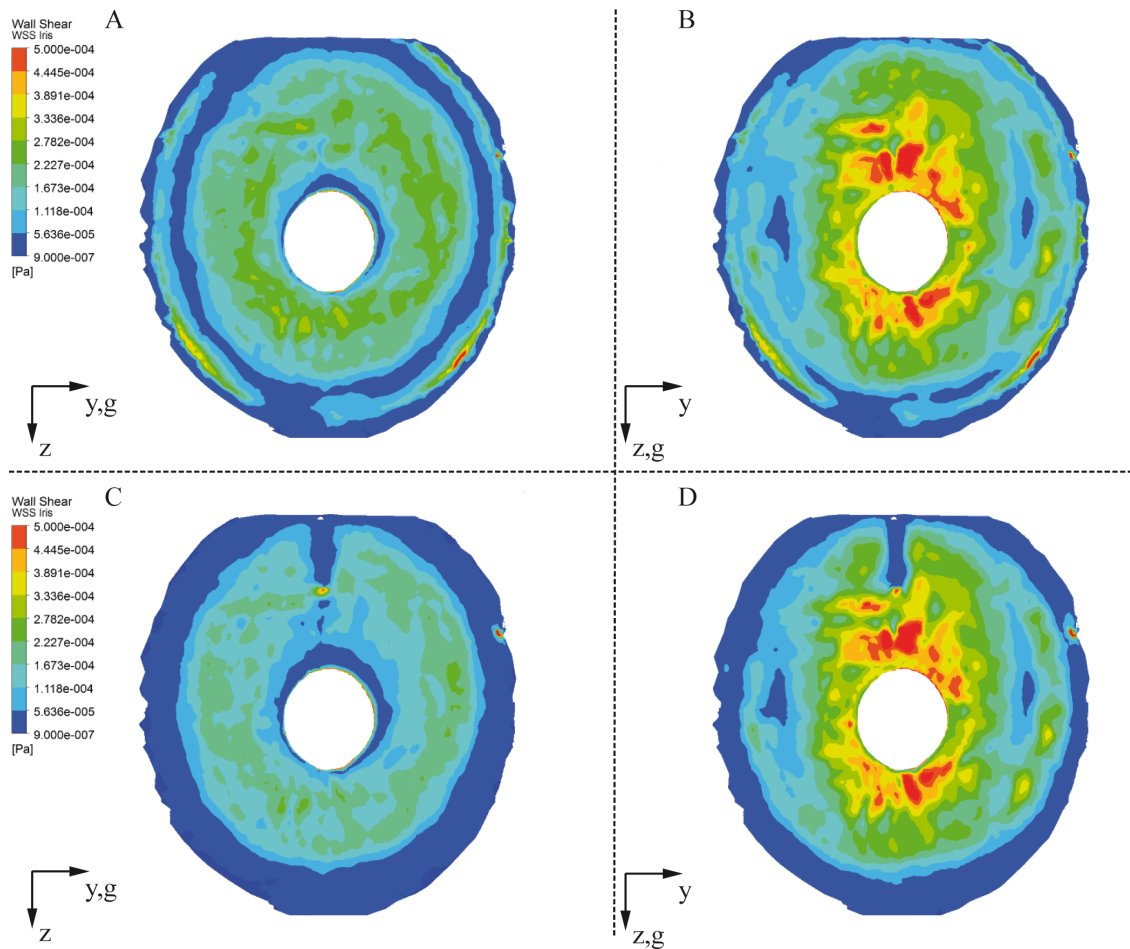 Wall Shear
WSS Iris
5.000e-004
4.445e-004
3.891e-004
3.336e-004
2.782e-004
2.227e-004
1.673e-004
1.118e-004
5.636e-005
9.000e-007
[Pa]
A
y,g
z
B
y
z,g
Wall Shear
WSS Iris
5.000e-004
4.445e-004
3.891e-004
3.336e-004
2.782e-004
2.227e-004
1.673e-004
1.118e-004
5.636e-005
9.000e-007
[Pa]
C
y,g
z
D
y
z,g